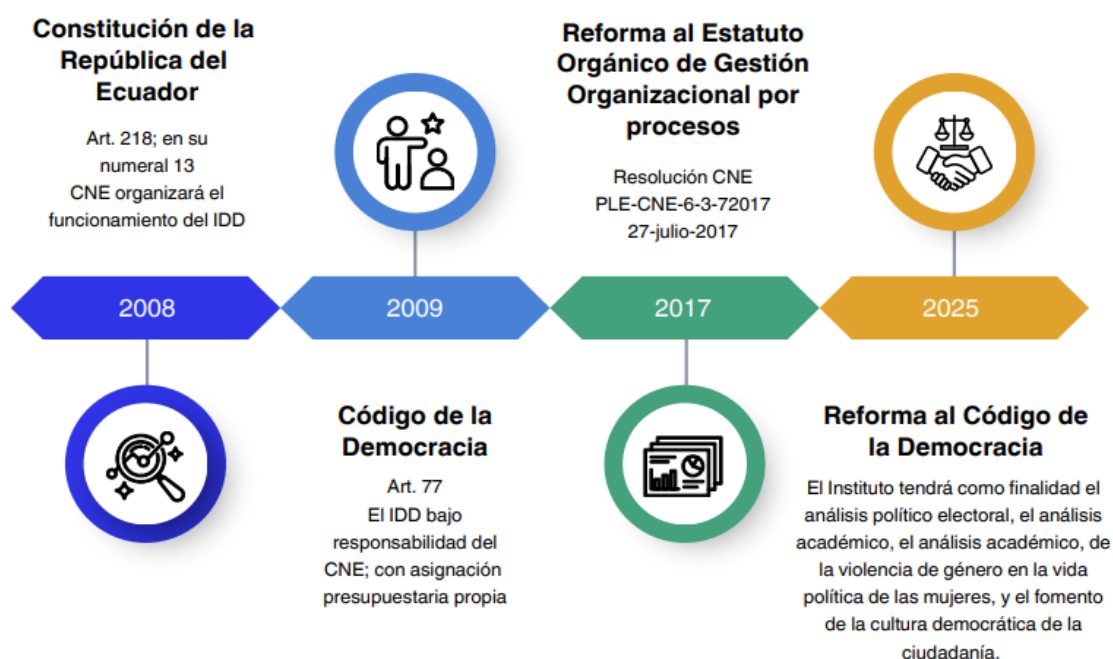 Constitución de la
República del
Ecuador
Art. 218; en su
numeral 13
CNE organizará el
funcionamiento del IDD
Reforma al Estatuto
Orgánico de Gestión
Organizacional por
procesos
Resolución CNE
PLE-CNE-6-3-72017
27-julio-2017
2008
2009
2017
2025
Código de la
Democracia
Art. 77
El IDD bajo
responsabilidad del
CNE; con asignación
presupuestaria propia
Reforma al Código de
la Democracia
El Instituto tendrá como finalidad el
análisis político electoral, el análisis
académico, el análisis académico, de
la violencia de género en la vida
política de las mujeres, y el fomento
de la cultura democrática de la
ciudadanía.